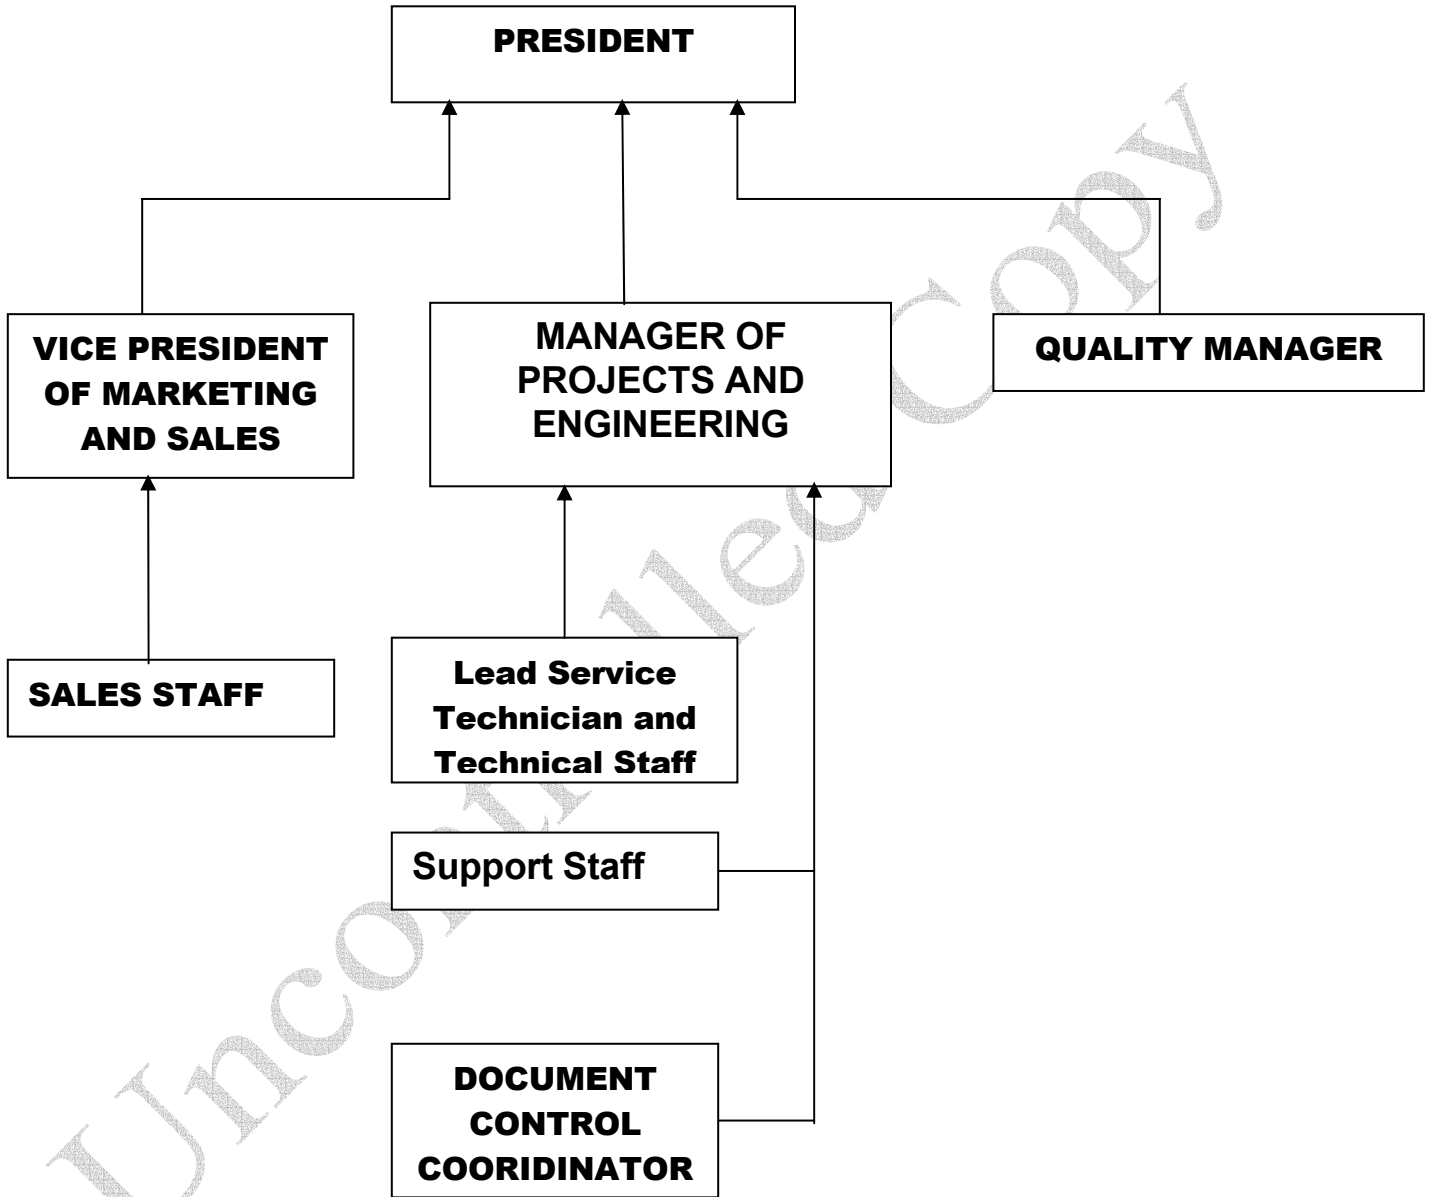 PRESIDENT
VICE PRESIDENT
OF MARKETING
AND SALES
MANAGER OF
PROJECTS AND
ENGINEERING
QUALITY MANAGER
SALES STAFF
Lead Service
Technician and
Technical Staff
Support Staff
DOCUMENT
CONTROL
COORIDINATOR
Uncontrolled Copy